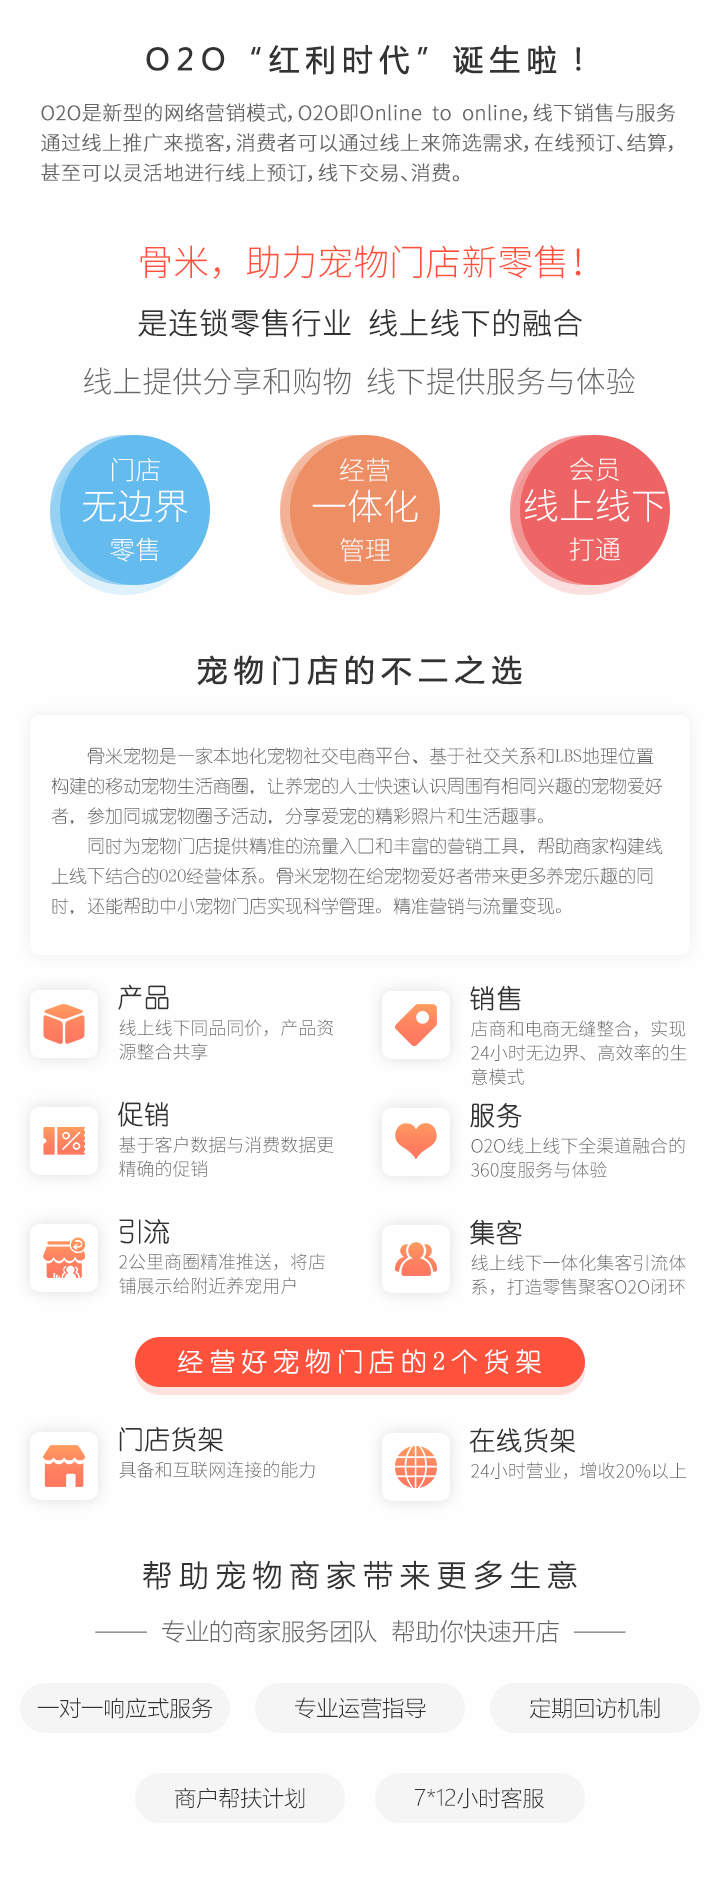 O2O “红利时代” 诞生啦！
O2O是新型的网络营销模式，O2O即Online to online，线下销售与服务
通过线上推广来揽客，消费者可以通过线上来筛选需求，在线预订、结算，
甚至可以灵活地进行线上预订，线下交易、消费。
骨米，助力宠物门店新零售！
是连锁零售行业 线上线下的融合
线上提供分享和购物 线下提供服务与体验
门店
无边界
零售
经营
一体化
管理
会员
线上线下
打通
宠物门店的不二之选
骨米宠物是一家本地化宠物社交电商平台、基于社交关系和LBS地理位置
构建的移动宠物生活商圈，让养宠的人士快速认识周围有相同兴趣的宠物爱好
者，参加同城宠物圈子活动，分享爱宠的精彩照片和生活趣事。
同时为宠物门店提供精准的流量入口和丰富的营销工具，帮助商家构建线
上线下结合的O2O经营体系。骨米宠物在给宠物爱好者带来更多养宠乐趣的同
时，还能帮助中小宠物门店实现科学管理。精准营销与流量变现。
产品
线上线下同品同价，产品资
源整合共享
销售
店商和电商无缝整合，实现
24小时无边界、高效率的生
意模式
促销
基于客户数据与消费数据更
精确的促销
服务
O2O线上线下全渠道融合的
360度服务与体验
引流
2公里商圈精准推送，将店
铺展示给附近养宠用户
集客
线上线下一体化集客引流体
系，打造零售聚客O2O闭环
经营好宠物门店的2个货架
门店货架
具备和互联网连接的能力
在线货架
24小时营业，增收20%以上
帮助宠物商家带来更多生意
专业的商家服务团队 帮助你快速开店
一对一响应式服务
专业运营指导
定期回访机制
商户帮扶计划
7*12小时客服